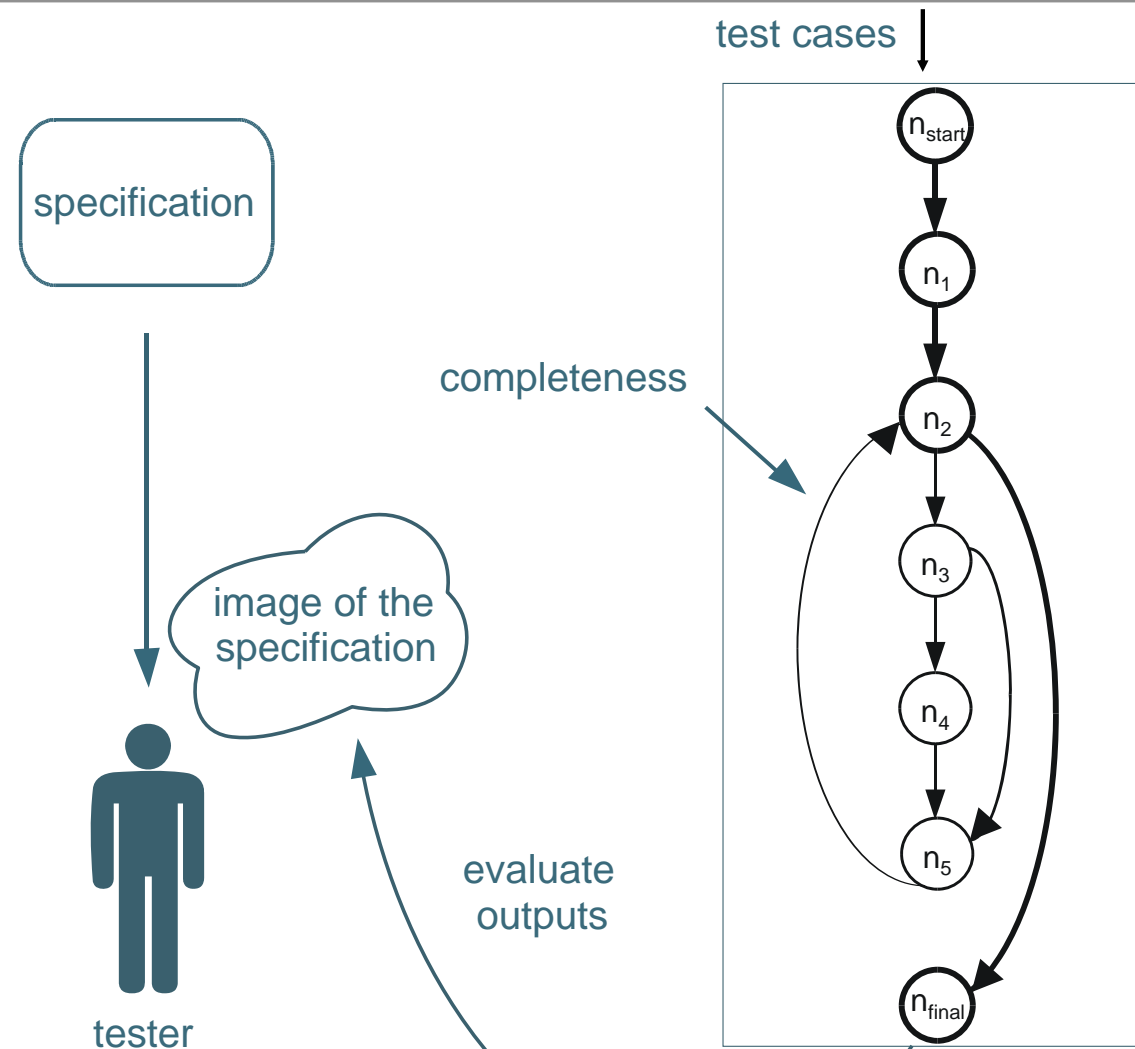 test cases
n_start
specification
n_1
completeness
n_2
n_3
image of the
specification
n_4
evaluate
outputs
n_5
n_final
tester